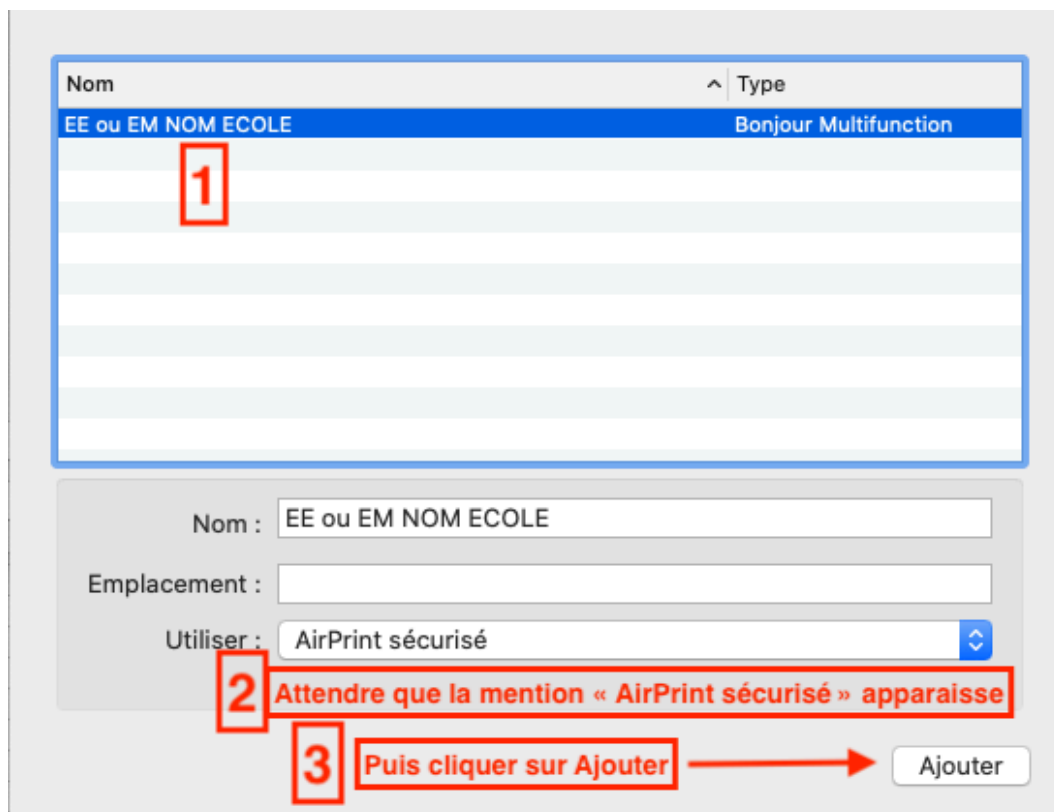 Nom Type
EE ou EM NOM ECOLE Bonjour Multifunction
1
Nom : EE ou EM NOM ECOLE
Emplacement :
Utiliser : AirPrint sécurisé
2 Attendre que la mention « AirPrint sécurisé » apparaisse
3 Puis cliquer sur Ajouter Ajouter